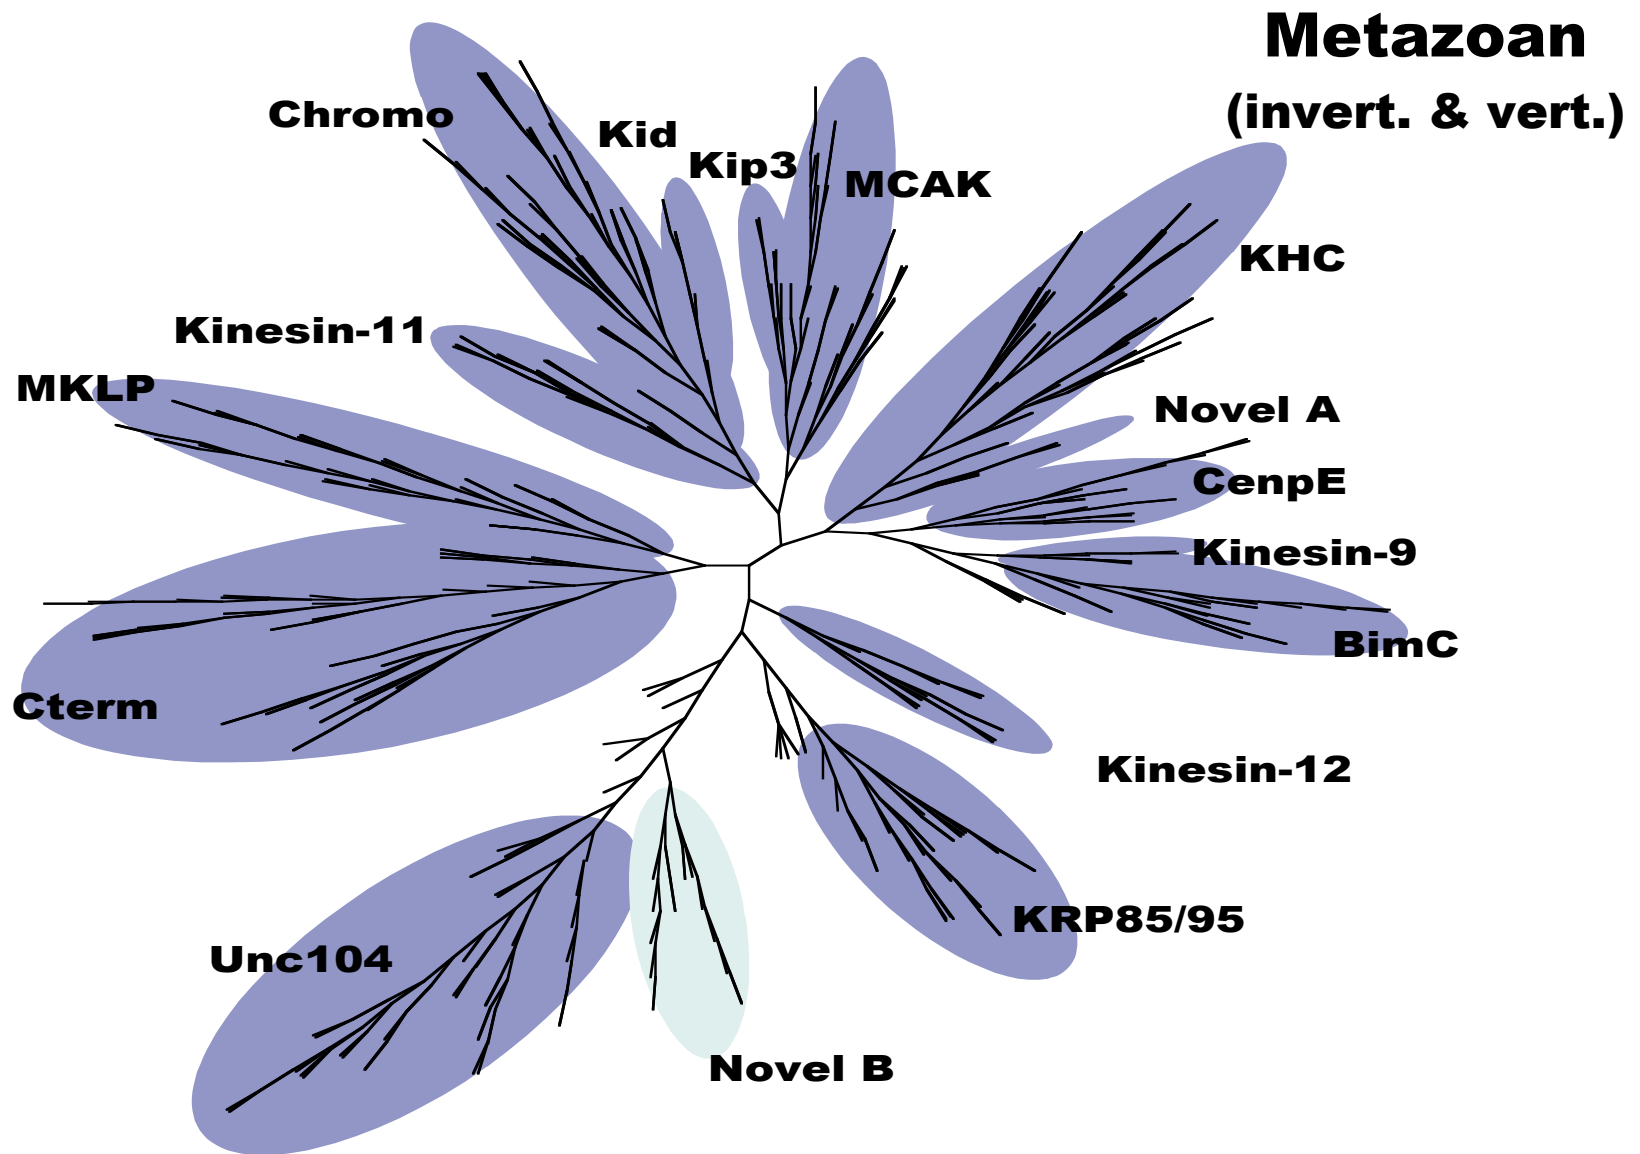 Metazoan
(invert. & vert.)
Chromo
Kid
Kip3
MCAK
KHC
Kinesin-11
MKLP
Novel A
CenpE
Kinesin-9
BimC
Cterm
Kinesin-12
KRP85/95
Unc104
Novel B